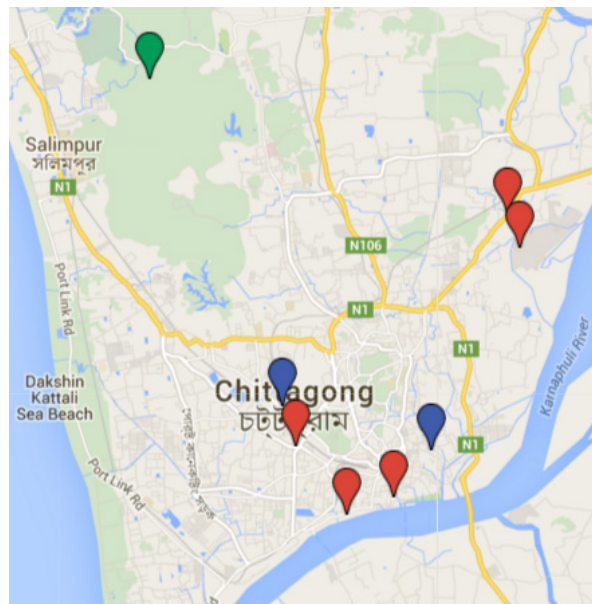 Salimpur
সলিমপুর
N1
Port Link Rd
N106
N1
N1
Karnaphuli River
Dakshin
Kattali
Sea Beach
Chittagong
N1
Port Link Rd